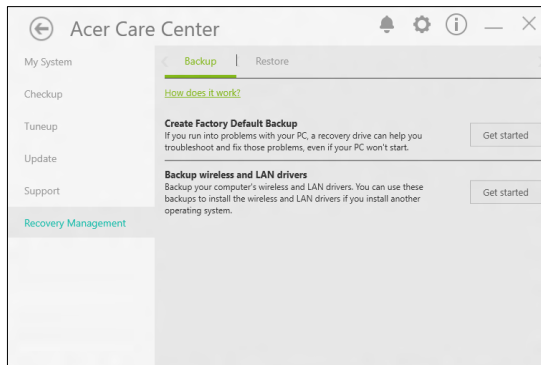 Acer Care Center
My System
Checkup
Tuneup
Update
Support
Recovery Management
Backup
Restore
How does it work?
Create Factory Default Backup
If you run into problems with your PC, a recovery drive can help you
troubleshoot and fix those problems, even if your PC won't start.
Get started
Backup wireless and LAN drivers
Backup your computer's wireless and LAN drivers. You can use these
backups to install the wireless and LAN drivers if you install another
operating system.
Get started